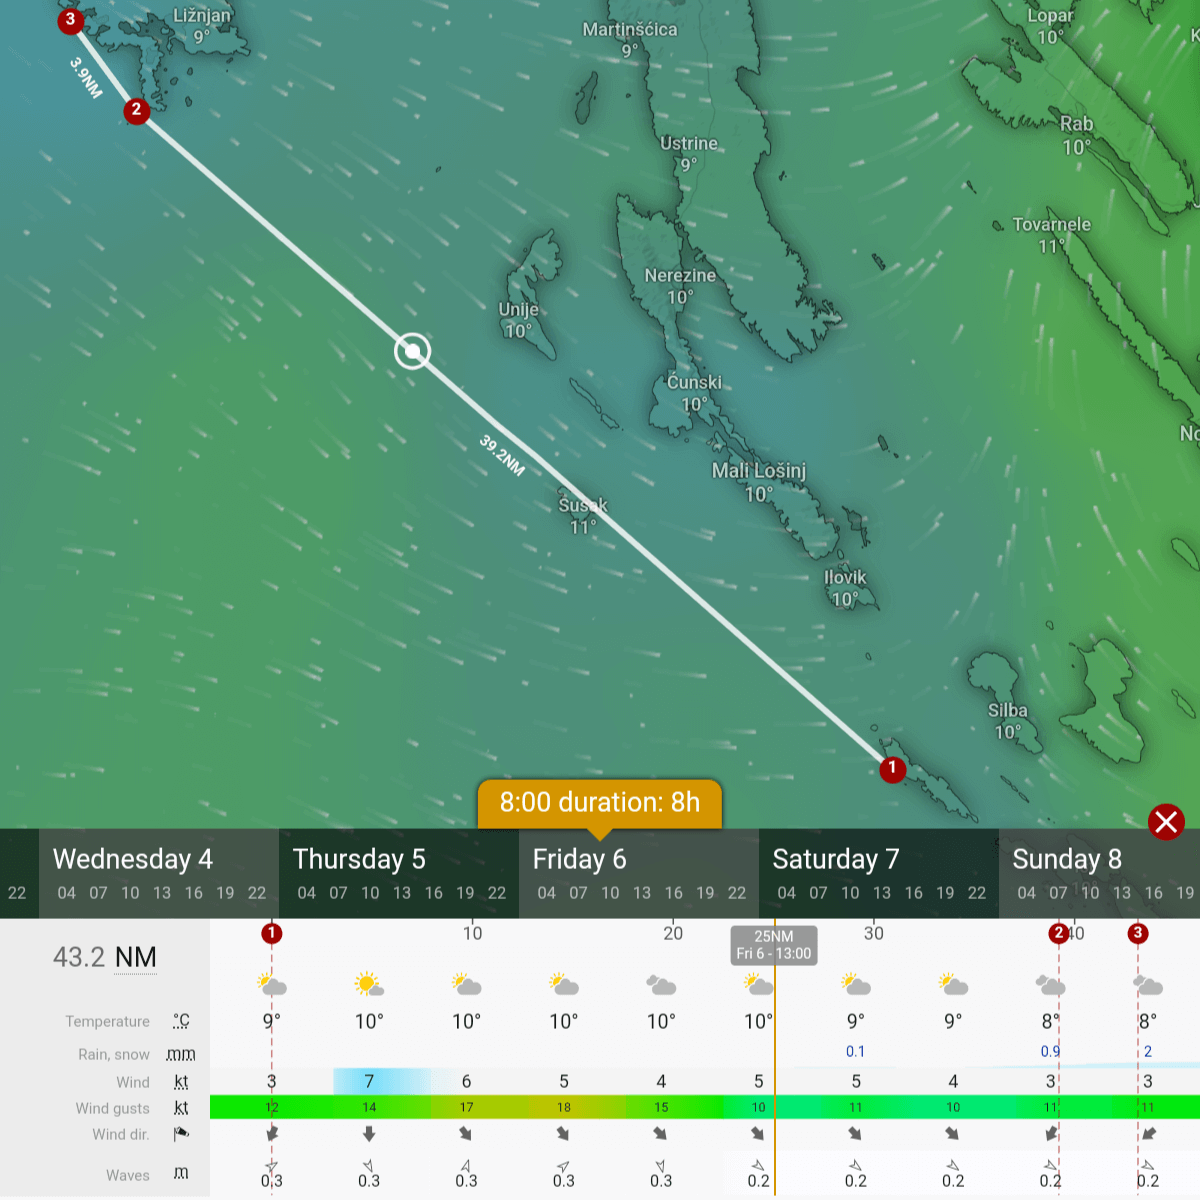 3
Ližnjan
9°
Martinšćica
9°
Lopar
10°
K
3.9NM
2
Rab
10°
Ustrine
9°
Tovarnele
11°
Nerezine
10°
Unije
10°
Ćunski
10°
39.2NM
No
Mali Lošinj
10°
Susak
11°
Ilovik
10°
Silba
10°
1
8:00 duration: 8h
Wednesday 4 Thursday 5 Friday 6 Saturday 7 Sunday 8
22 04 07 10 13 16 19 22 04 07 10 13 16 19 22 04 07 10 13 16 19 22 04 07 10 13 16 19 22 04 07 10 13 16 19
1 10 20 30 2 40 3
25NM
Fri 6 - 13:00
43.2 NM
Temperature °C 9° 10° 10° 10° 10° 10° 9° 9° 8° 8°
Rain, snow mm 0.1 0.9 2
Wind kt 3 7 6 5 4 5 5 4 3 3
Wind gusts kt 12 14 17 18 15 10 11 10 11 11
Wind dir.
Waves m 0.3 0.3 0.3 0.3 0.3 0.2 0.2 0.2 0.2 0.2